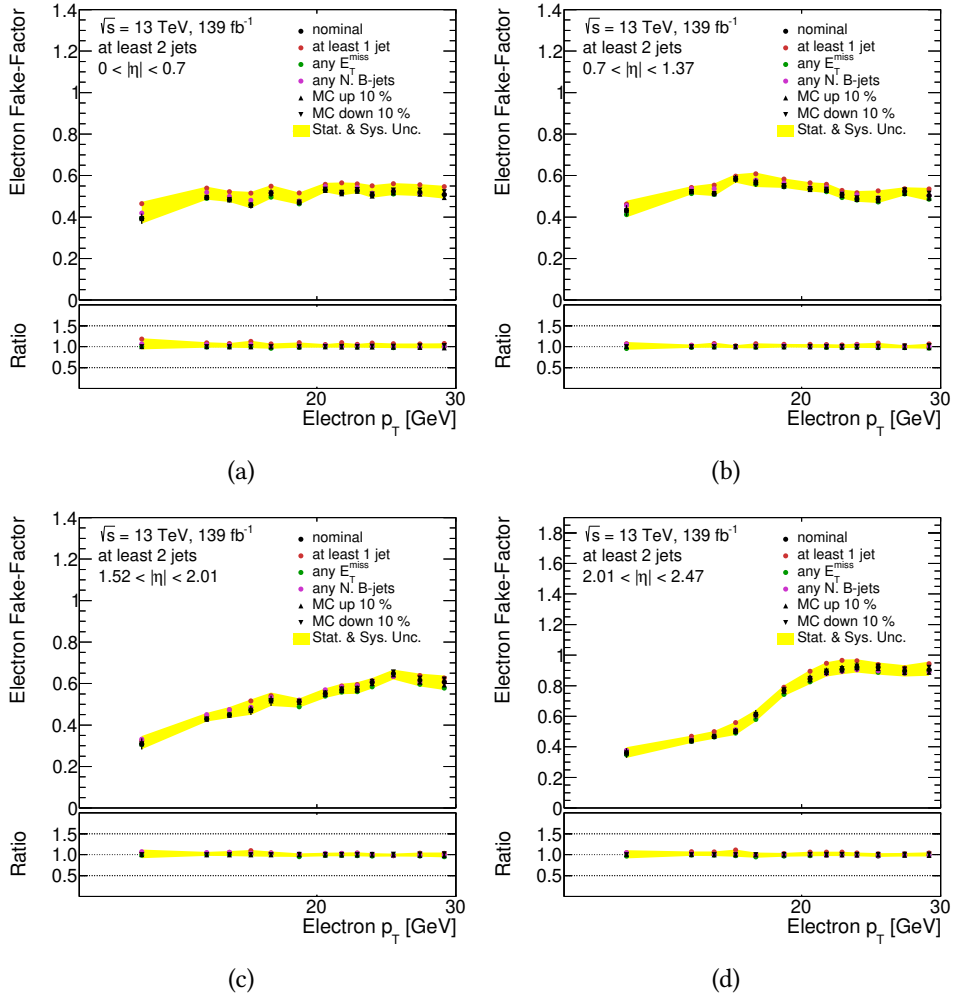 √s = 13 TeV, 139 fb⁻¹
at least 2 jets
0 < |η| < 0.7
nominal
at least 1 jet
any E_T^miss
any N. B-jets
MC up 10 %
MC down 10 %
Stat. & Sys. Unc.
Electron Fake-Factor
1.4
1.2
1
0.8
0.6
0.4
0.2
0
Ratio
1.5
1.0
0.5
20
30
Electron p_T [GeV]
(a)
√s = 13 TeV, 139 fb⁻¹
at least 2 jets
0.7 < |η| < 1.37
nominal
at least 1 jet
any E_T^miss
any N. B-jets
MC up 10 %
MC down 10 %
Stat. & Sys. Unc.
Electron Fake-Factor
1.4
1.2
1
0.8
0.6
0.4
0.2
0
Ratio
1.5
1.0
0.5
20
30
Electron p_T [GeV]
(b)
√s = 13 TeV, 139 fb⁻¹
at least 2 jets
1.52 < |η| < 2.01
nominal
at least 1 jet
any E_T^miss
any N. B-jets
MC up 10 %
MC down 10 %
Stat. & Sys. Unc.
Electron Fake-Factor
1.4
1.2
1
0.8
0.6
0.4
0.2
0
Ratio
1.5
1.0
0.5
20
30
Electron p_T [GeV]
(c)
√s = 13 TeV, 139 fb⁻¹
at least 2 jets
2.01 < |η| < 2.47
nominal
at least 1 jet
any E_T^miss
any N. B-jets
MC up 10 %
MC down 10 %
Stat. & Sys. Unc.
Electron Fake-Factor
1.8
1.6
1.4
1.2
1
0.8
0.6
0.4
0.2
0
Ratio
1.5
1.0
0.5
20
30
Electron p_T [GeV]
(d)